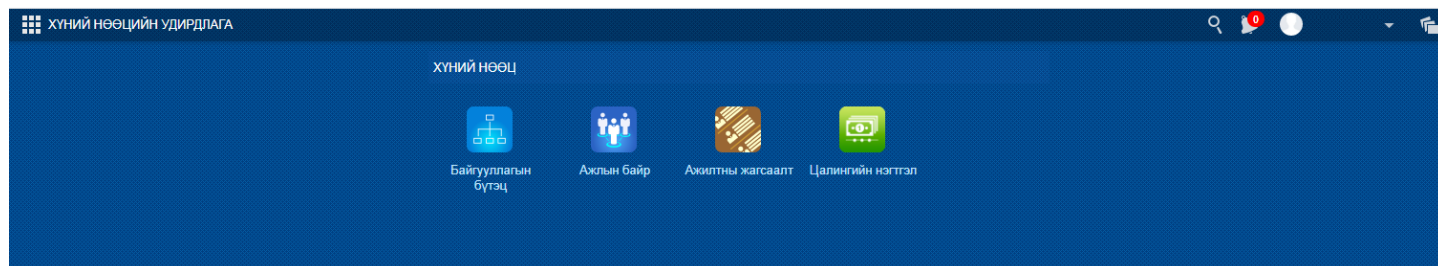 ХҮНИЙ НӨӨЦИЙН УДИРДЛАГА
0
ХҮНИЙ НӨӨЦ
Байгууллагын
бүтэц
Ажлын байр
Ажилтны жагсаалт
Цалингийн нэгтгэл